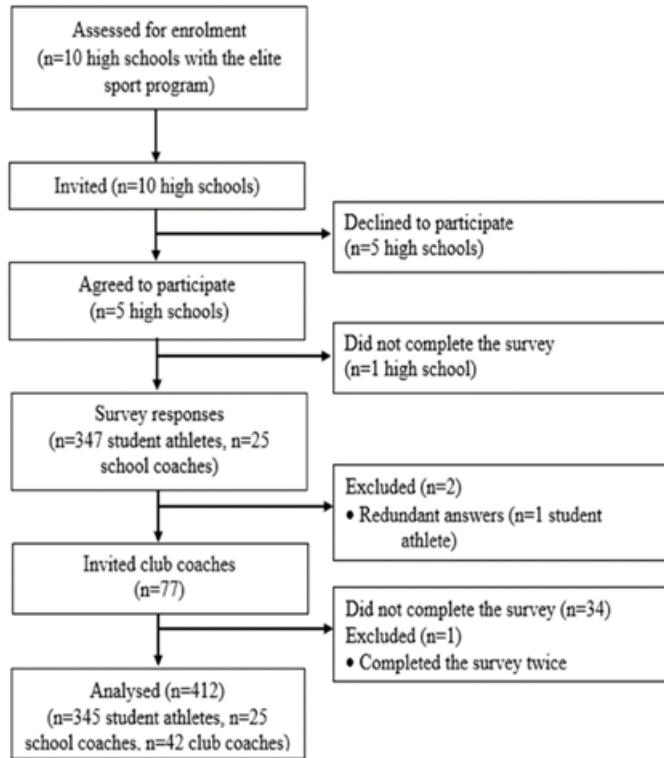 Assessed for enrolment
(n=10 high schools with the elite
sport program)
Invited (n=10 high schools)
Declined to participate
(n=5 high schools)
Agreed to participate
(n=5 high schools)
Did not complete the survey
(n=1 high school)
Survey responses
(n=347 student athletes, n=25
school coaches)
Excluded (n=2)
• Redundant answers (n=1 student
athlete)
Invited club coaches
(n=77)
Did not complete the survey (n=34)
Excluded (n=1)
• Completed the survey twice
Analysed (n=412)
(n=345 student athletes, n=25
school coaches, n=42 club coaches)